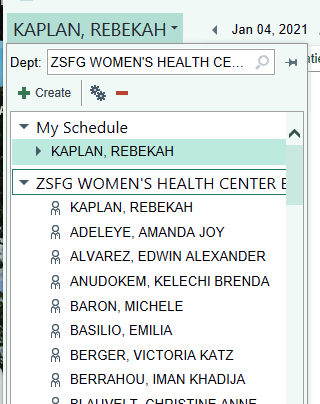 KAPLAN, REBEKAH Jan 04, 2021
Dept: ZSFG WOMEN'S HEALTH CE...
Create
My Schedule
KAPLAN, REBEKAH
ZSFG WOMEN'S HEALTH CENTER
KAPLAN, REBEKAH
ADELEYE, AMANDA JOY
ALVAREZ, EDWIN ALEXANDER
ANUDOKEM, KELECHI BRENDA
BARON, MICHELE
BASILIO, EMILIA
BERGER, VICTORIA KATZ
BERRAHOU, IMAN KHADIJA
BLAUVELT, CHRISTINE ANNE